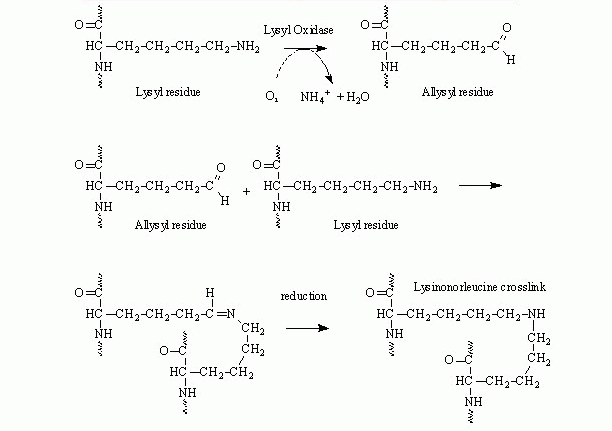 O=C O=C O
HC—CH₂-CH₂-CH₂-CH₂-NH₂ Lysyl Oxidase HC—CH₂-CH₂-CH₂-C
NH NH H
Lysyl residue O₂ NH₄⁺ + H₂O Allysyl residue
O=C O O=C
HC—CH₂-CH₂-CH₂-C + HC—CH₂-CH₂-CH₂-CH₂-NH₂
NH H NH
Allysyl residue Lysyl residue
O=C H reduction O=C Lysinonorleucine crosslink
HC—CH₂-CH₂-CH₂-C=N HC—CH₂-CH₂-CH₂-CH₂-NH
NH CH₂ NH CH₂
O-C CH₂ O-C CH₂
HC—CH₂-CH₂ HC—CH₂-CH₂
NH NH